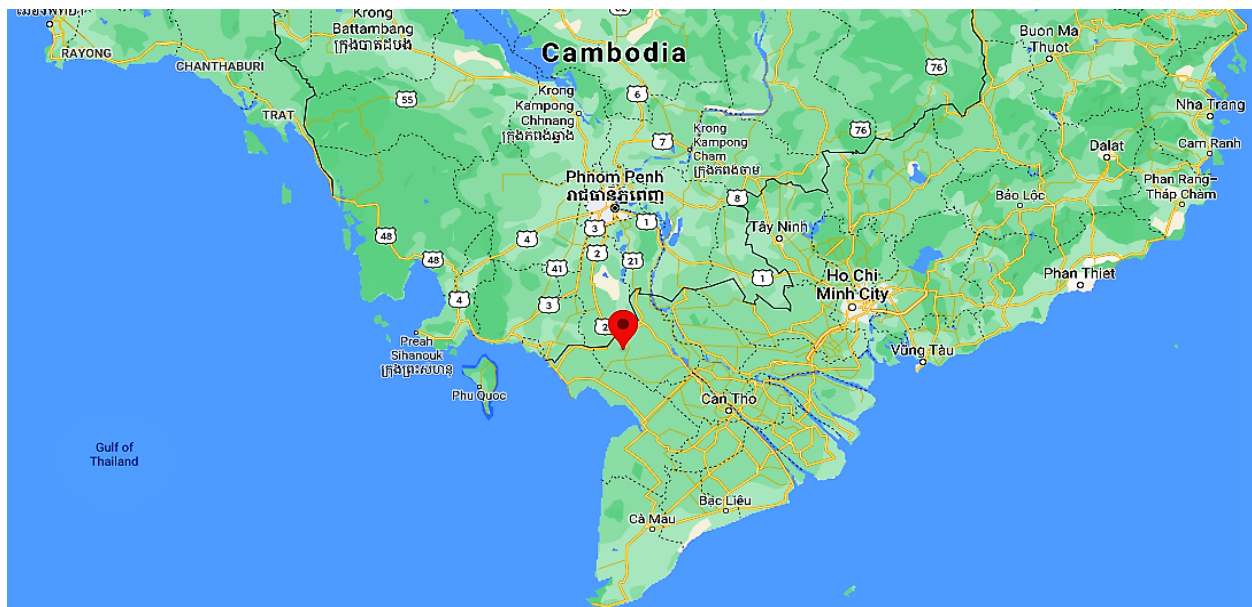 Krong
Battambang
ក្រុងបាត់ដំបង
RAYONG
CHANTHABURI
TRAT
Cambodia
Buon Ma
Thuot
Nha Trang
Cam Ranh
Dalat
Phan Rang–
Tháp Chàm
Bảo Lộc
Phan Thiet
55
6
76
76
Krong
Kampong
Chhnang
ក្រុងកំពង់ឆ្នាំង
7
Krong
Kampong
Cham
ក្រុងកំពង់ចាម
Phnom Penh
រាជធានីភ្នំពេញ
8
1
3
4
2
21
41
48
48
4
3
1
Tây Ninh
Ho Chi
Minh City
Vũng Tàu
2
Preah
Sihanouk
ក្រុងព្រះសីហនុ
Phu Quoc
Cần Thơ
Gulf of
Thailand
Bạc Liêu
Cà Mau